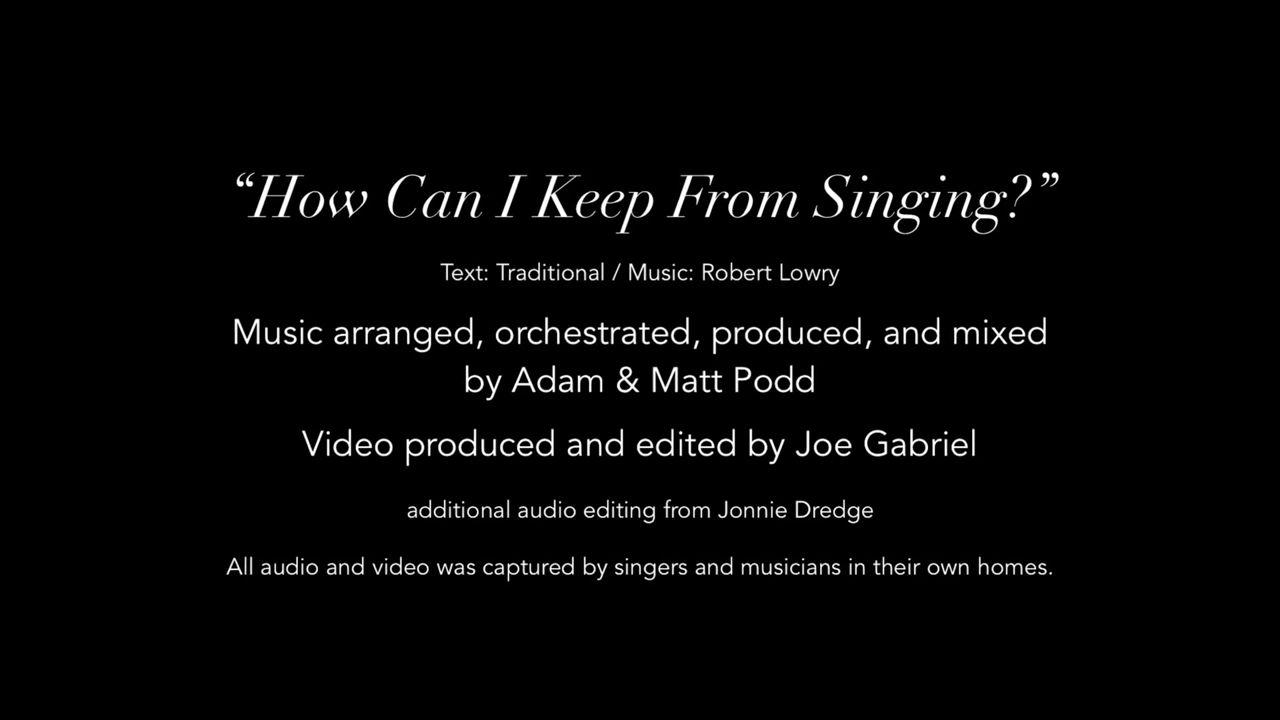 “How Can I Keep From Singing?”
Text: Traditional / Music: Robert Lowry
Music arranged, orchestrated, produced, and mixed
by Adam & Matt Podd
Video produced and edited by Joe Gabriel
additional audio editing from Jonnie Dredge
All audio and video was captured by singers and musicians in their own homes.